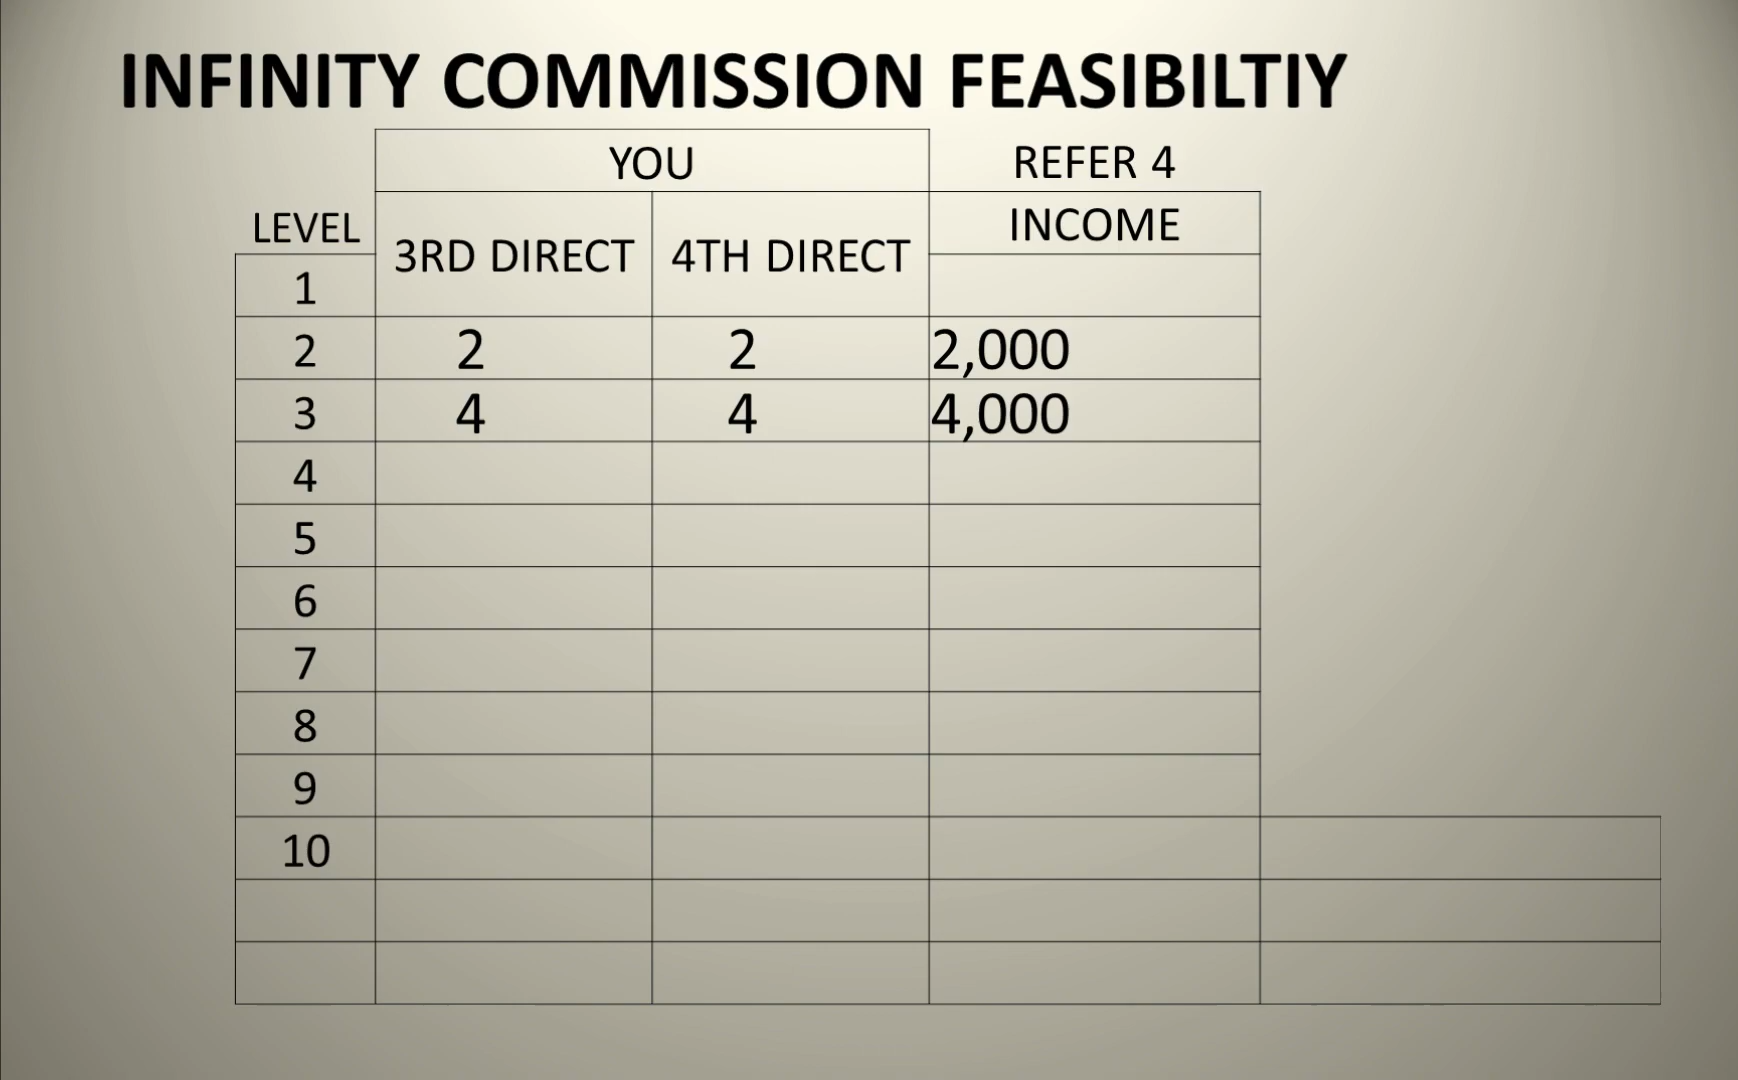 INFINITY COMMISSION FEASIBILTIY
YOU REFER 4
LEVEL 3RD DIRECT 4TH DIRECT INCOME
1
2 2 2 2,000
3 4 4 4,000
4
5
6
7
8
9
10